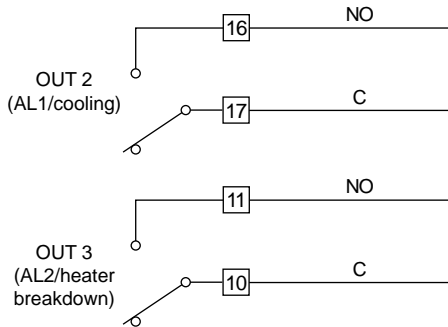 16 NO
OUT 2
(AL1/cooling)
17 C
11 NO
OUT 3
(AL2/heater
breakdown)
10 C